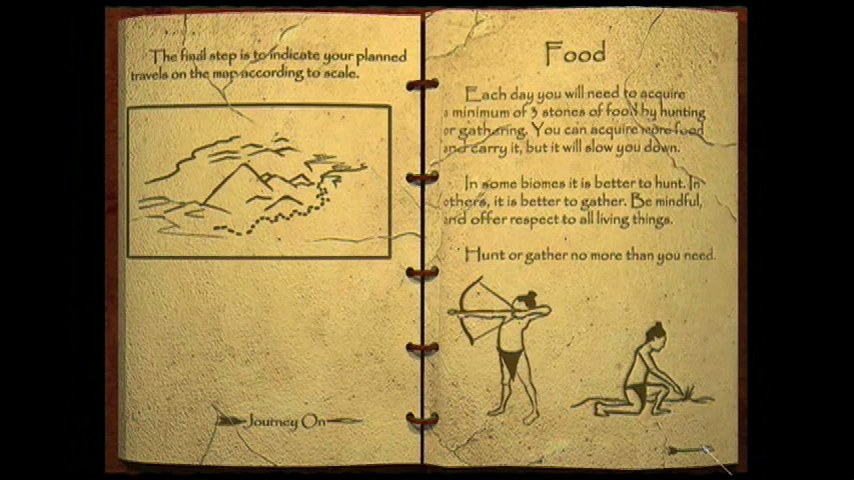 The final step is to indicate your planned
travels on the map according to scale.
Journey On
Food
Each day you will need to acquire
a minimum of 3 stones of food by hunting
or gathering. You can acquire more food
and carry it, but it will slow you down.
In some biomes it is better to hunt. In
others, it is better to gather. Be mindful,
and offer respect to all living things.
Hunt or gather no more than you need.